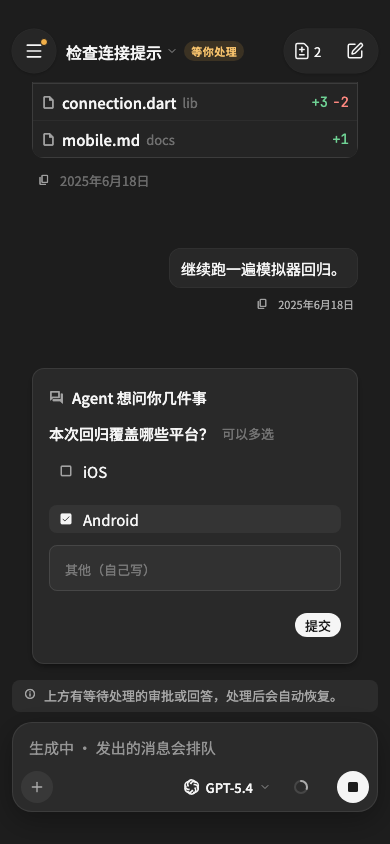 检查连接提示 等你处理 2
connection.dart lib +3 -2
mobile.md docs +1
2025年6月18日
继续跑一遍模拟器回归。
2025年6月18日
Agent 想问你几件事
本次回归覆盖哪些平台？ 可以多选
iOS
Android
其他（自己写）
提交
上方有等待处理的审批或回答，处理后会自动恢复。
生成中 · 发出的消息会排队
GPT-5.4